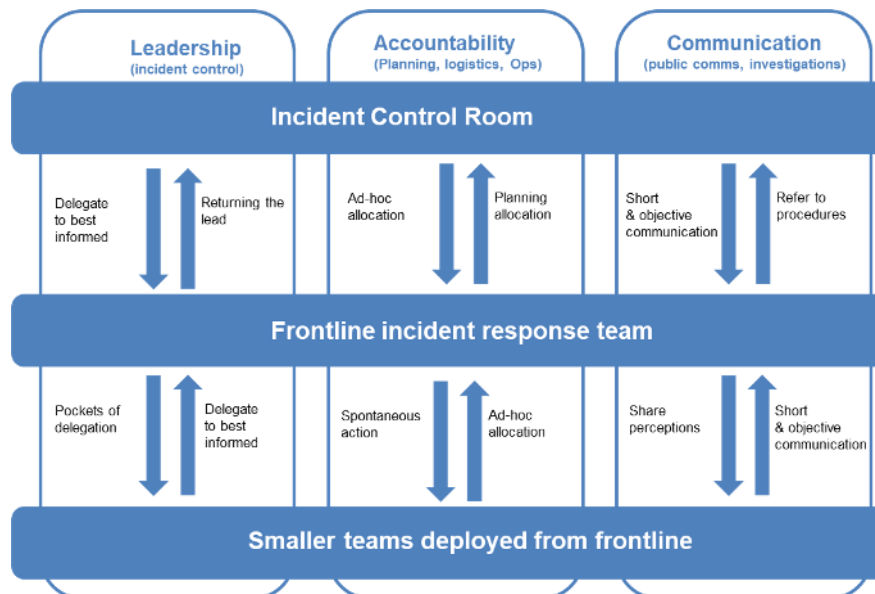 Leadership
(incident control)
Accountability
(Planning, logistics, Ops)
Communication
(public comms, investigations)
Incident Control Room
Delegate
to best
informed
Returning the
lead
Ad-hoc
allocation
Planning
allocation
Short
& objective
communication
Refer to
procedures
Frontline incident response team
Pockets of
delegation
Delegate
to best
informed
Spontaneous
action
Ad-hoc
allocation
Share
perceptions
Short
& objective
communication
Smaller teams deployed from frontline